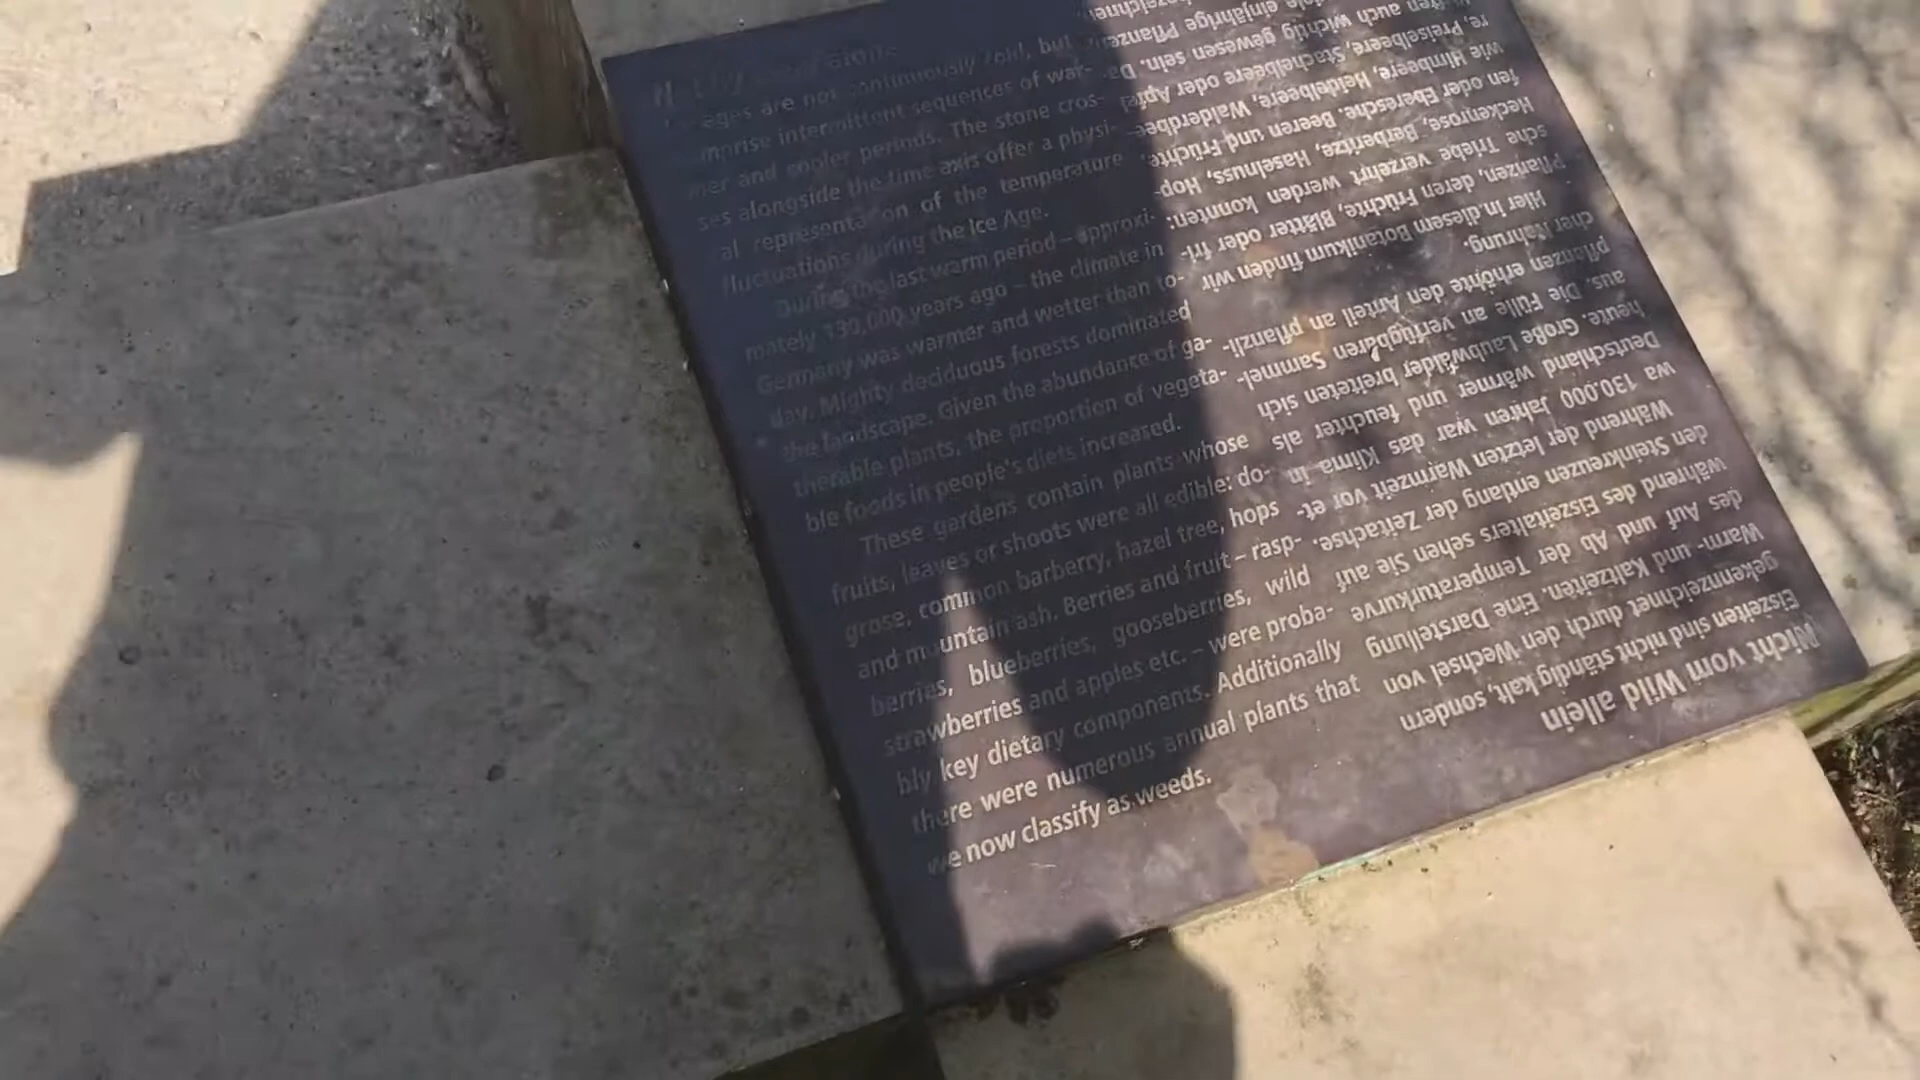 ages are not continuously cold, but
prise intermittent sequences of war-
mer and cooler periods. The stone cros-
ses alongside the time axis offer a physi-
al representation of the temperature
fluctuations during the Ice Age.
During the last warm period – approxi-
mately 130,000 years ago – the climate in
Germany was warmer and wetter than to-
day. Mighty deciduous forests dominated
the landscape. Given the abundance of ga-
therable plants, the proportion of vegeta-
ble foods in people's diets increased.
These gardens contain plants whose
fruits, leaves or shoots were all edible: do-
grose, common barberry, hazel tree, hops
and mountain ash. Berries and fruit – rasp-
berries, blueberries, gooseberries, wild
strawberries and apples etc. – were proba-
bly key dietary components. Additionally
there were numerous annual plants that
we now classify as weeds.
Nicht vom Wild allein
Eiszeiten sind nicht ständig kalt, sondern
gekennzeichnet durch den Wechsel von
Warm- und Kaltzeiten. Eine Darstellung
des Auf und Ab der Temperaturkurve
während des Eiszeitalters sehen Sie auf
den Steinkreuzen entlang der Zeitachse.
Während der letzten Warmzeit vor et-
wa 130.000 Jahren war das Klima in
Deutschland wärmer und feuchter als
heute. Große Laubwälder breiteten sich
aus. Die Fülle an verfügbaren Sammel-
pflanzen erhöhte den Anteil an pflanzli-
cher Nahrung.
Hier in diesem Botanikum finden wir
Pflanzen, deren Früchte, Blätter oder fri-
sche Triebe verzehrt werden konnten:
Heckenrose, Berberitze, Haselnuss, Hop-
fen oder Eberesche. Beeren und Früchte,
wie Himbeere, Heidelbeere, Walderdbee-
re, Preiselbeere, Stachelbeere oder Apfel
auch wichtig gewesen sein. Da
einjährige Pflanzen